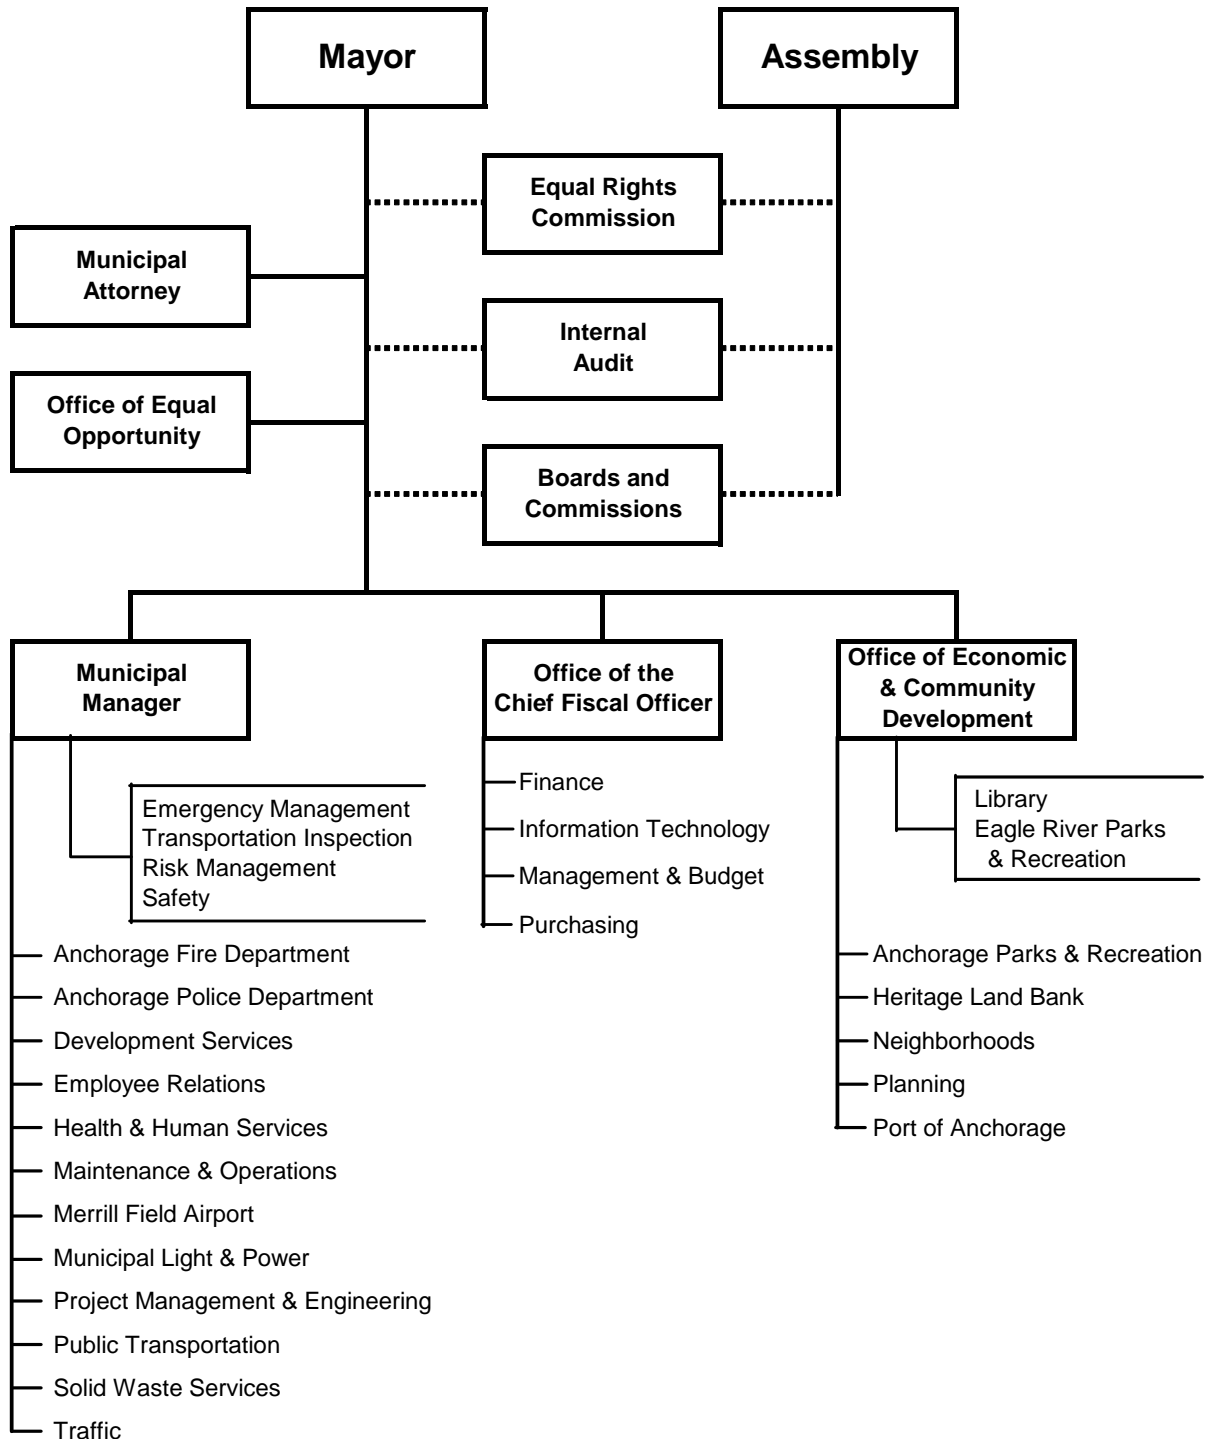 Mayor
Assembly
Equal Rights
Commission
Municipal
Attorney
Internal
Audit
Office of Equal
Opportunity
Boards and
Commissions
Municipal
Manager
Office of the
Chief Fiscal Officer
Office of Economic
& Community
Development
Emergency Management
Transportation Inspection
Risk Management
Safety
Anchorage Fire Department
Anchorage Police Department
Development Services
Employee Relations
Health & Human Services
Maintenance & Operations
Merrill Field Airport
Municipal Light & Power
Project Management & Engineering
Public Transportation
Solid Waste Services
Traffic
Finance
Information Technology
Management & Budget
Purchasing
Library
Eagle River Parks
& Recreation
Anchorage Parks & Recreation
Heritage Land Bank
Neighborhoods
Planning
Port of Anchorage